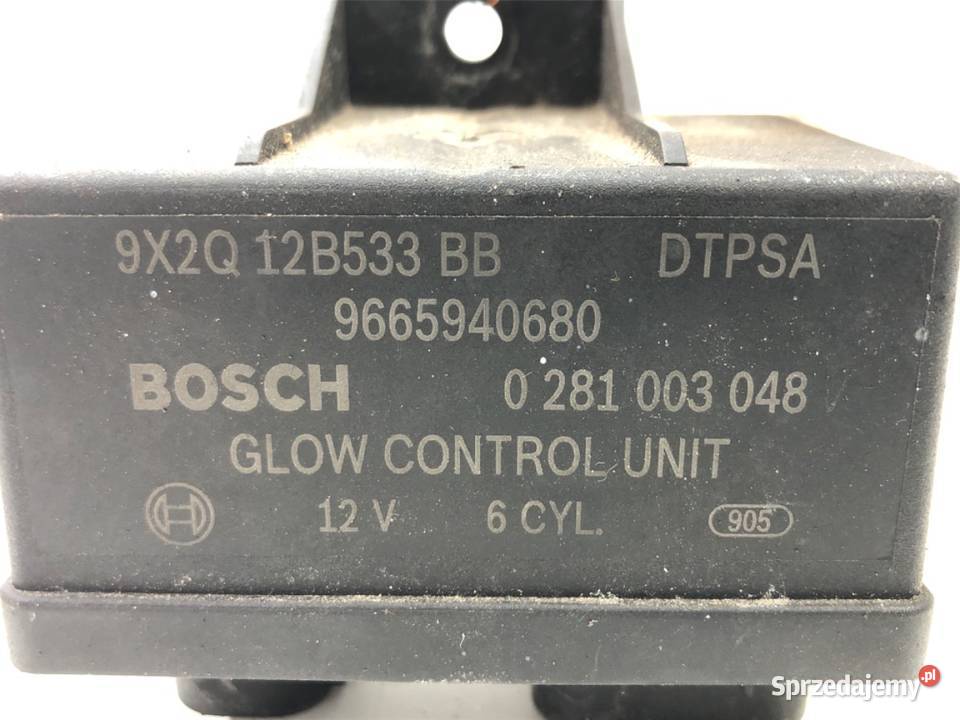 9X2Q 12B533 BB DTPSA
9665940680
BOSCH 0 281 003 048
GLOW CONTROL UNIT
12 V 6 CYL. 905
Sprzedajemy.pl